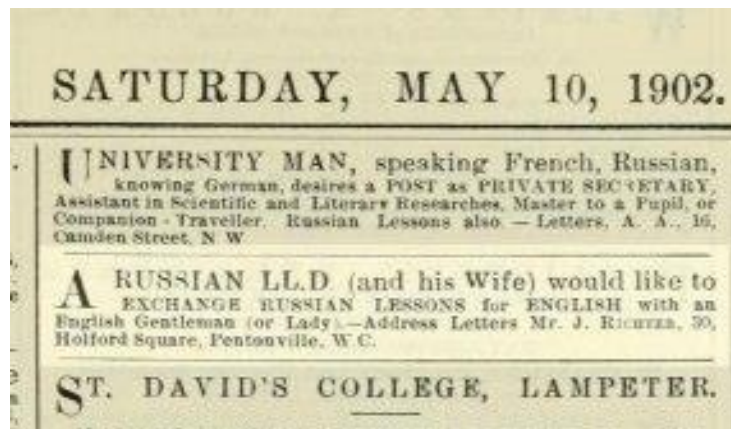 SATURDAY, MAY 10, 1902.
UNIVERSITY MAN, speaking French, Russian,
knowing German, desires a POST as PRIVATE SECRETARY,
Assistant in Scientific and Literary Researches, Master to a Pupil, or
Companion-Traveller. Russian Lessons also.—Letters, A. A., 16,
Camden Street, N W
A RUSSIAN LL.D. (and his Wife) would like to
EXCHANGE RUSSIAN LESSONS for ENGLISH with an
English Gentleman (or Lady).—Address Letters Mr. J. RICHTER, 30,
Holford Square, Pentonville, W.C.
ST. DAVID'S COLLEGE, LAMPETER.